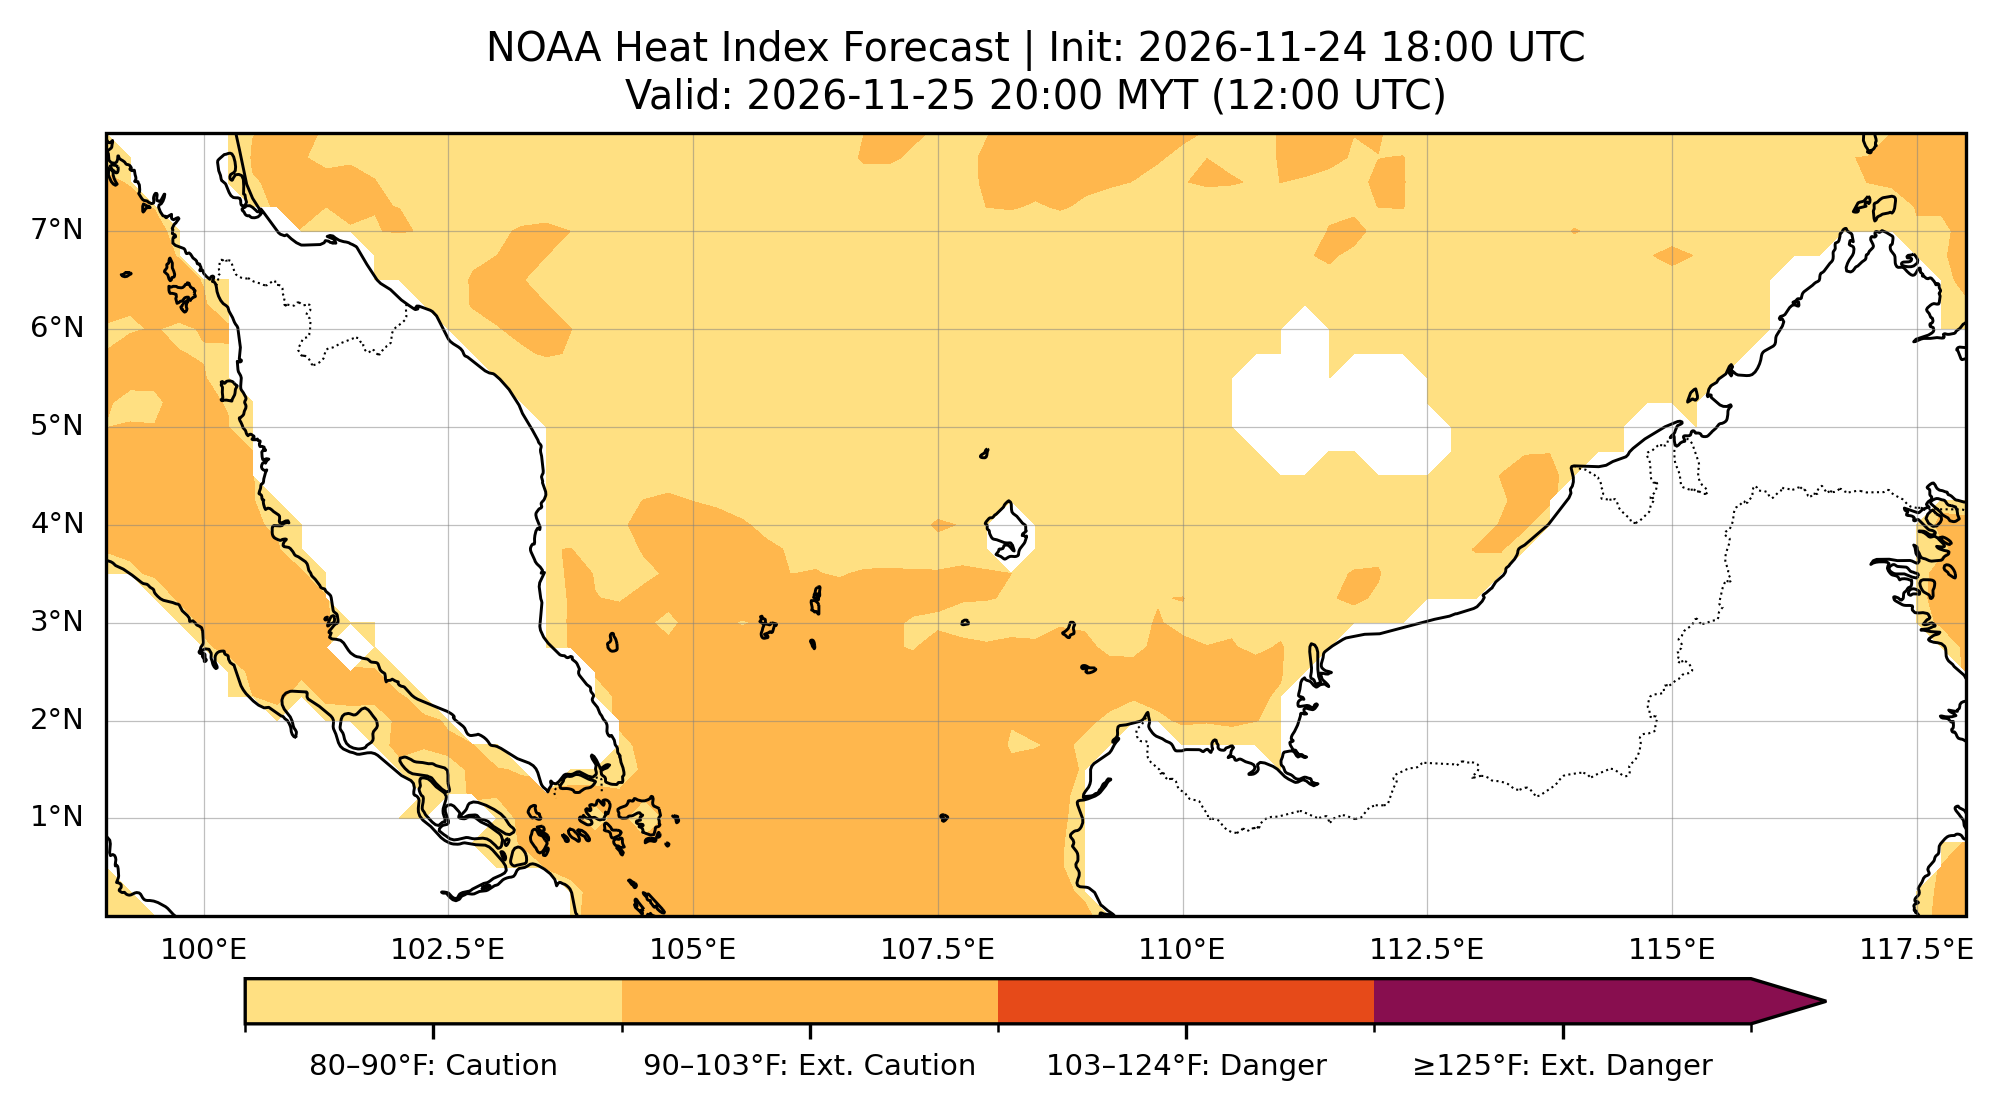 NOAA Heat Index Forecast | Init: 2026-11-24 18:00 UTC
Valid: 2026-11-25 20:00 MYT (12:00 UTC)
7°N
6°N
5°N
4°N
3°N
2°N
1°N
100°E 102.5°E 105°E 107.5°E 110°E 112.5°E 115°E 117.5°E
80–90°F: Caution 90–103°F: Ext. Caution 103–124°F: Danger ≥125°F: Ext. Danger